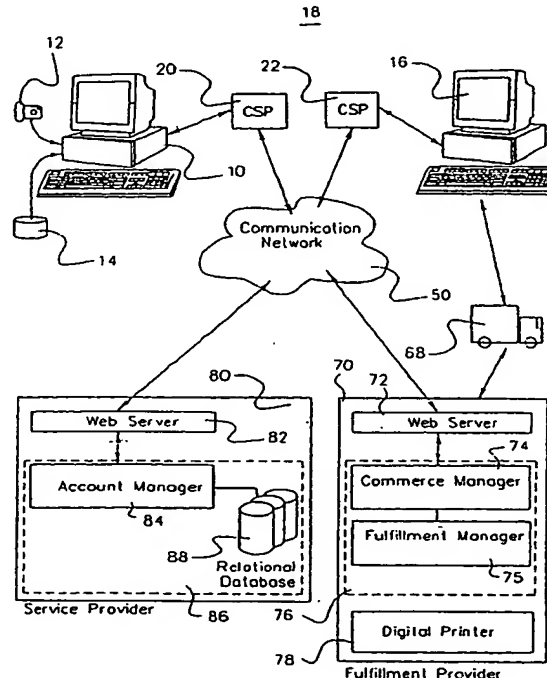 18
12
20
22
16
CSP
CSP
10
14
Communication
Network
50
68
80
70
72
Web Server
82
Web Server
74
Account Manager
84
88
Relational
Database
86
Service Provider
Commerce Manager
Fulfillment Manager
75
76
Digital Printer
78
Fulfillment Provider